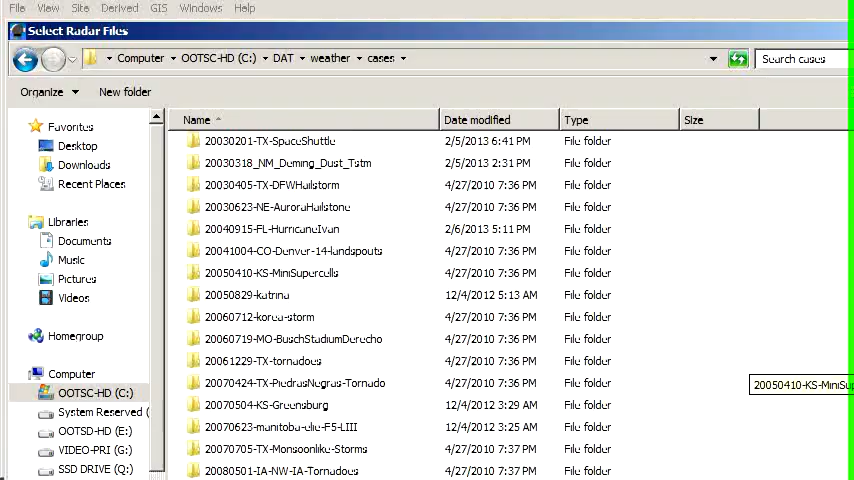 File View Site Derived GIS Windows Help
Select Radar Files
Computer OOTSC-HD (C:) DAT weather cases Search cases
Organize New folder
Name Date modified Type Size
Favorites
Desktop
Downloads
Recent Places
Libraries
Documents
Music
Pictures
Videos
Homegroup
Computer
OOTSC-HD (C:)
System Reserved (
OOTSD-HD (E:)
VIDEO-PRI (G:)
SSD DRIVE (Q:)
20030201-TX-SpaceShuttle 2/5/2013 6:41 PM File folder
20030318_NM_Deming_Dust_Tstm 2/5/2013 2:31 PM File folder
20030405-TX-DFWHailstorm 4/27/2010 7:36 PM File folder
20030623-NE-AuroraHailstone 4/27/2010 7:36 PM File folder
20040915-FL-HurricaneIvan 2/6/2013 5:11 PM File folder
20041004-CO-Denver-14-landspouts 4/27/2010 7:36 PM File folder
20050410-KS-MiniSupercells 4/27/2010 7:36 PM File folder
20050829-katrina 12/4/2012 5:13 AM File folder
20060712-korea-storm 4/27/2010 7:36 PM File folder
20060719-MO-BuschStadiumDerecho 4/27/2010 7:36 PM File folder
20061229-TX-tornadoes 4/27/2010 7:36 PM File folder
20070424-TX-PiedrasNegras-Tornado 4/27/2010 7:36 PM File folder
20050410-KS-MiniSup
20070504-KS-Greensburg 12/4/2012 3:29 AM File folder
20070623-manitoba-elie-F5-LIII 12/4/2012 3:25 AM File folder
20070705-TX-Monsoonlike-Storms 4/27/2010 7:37 PM File folder
20080501-IA-NW-IA-Tornadoes 4/27/2010 7:37 PM File folder